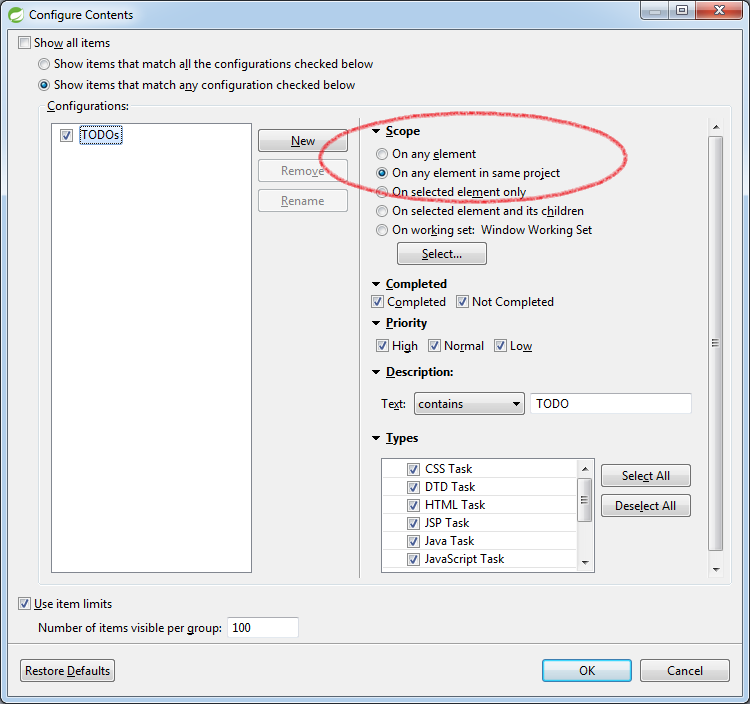 Configure Contents
Show all items
Show items that match all the configurations checked below
Show items that match any configuration checked below
Configurations:
TODOs
New
Remove
Rename
Scope
On any element
On any element in same project
On selected element only
On selected element and its children
On working set: Window Working Set
Select...
Completed
Completed Not Completed
Priority
High Normal Low
Description:
Text: contains TODO
Types
CSS Task
DTD Task
HTML Task
JSP Task
Java Task
JavaScript Task
Select All
Deselect All
Use item limits
Number of items visible per group: 100
Restore Defaults OK Cancel